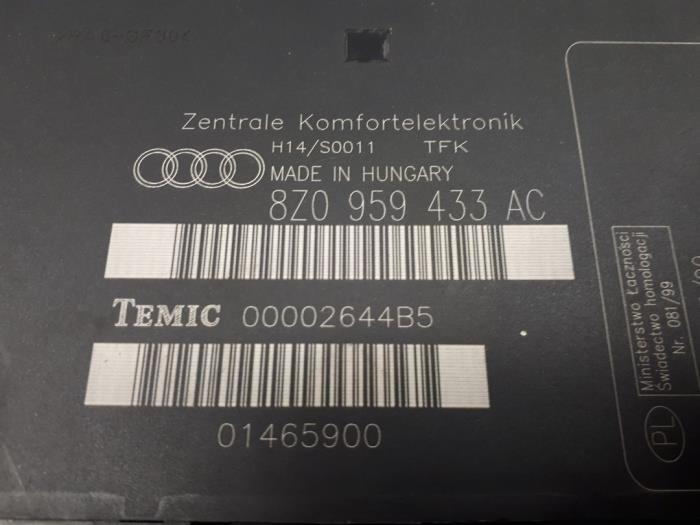 Zentrale Komfortelektronik
H14/S0011 TFK
MADE IN HUNGARY
8Z0 959 433 AC
TEMIC 00002644B5
01465900
Ministerstwo Łączności
Świadectwo homologacji
Nr. 081/99
PL